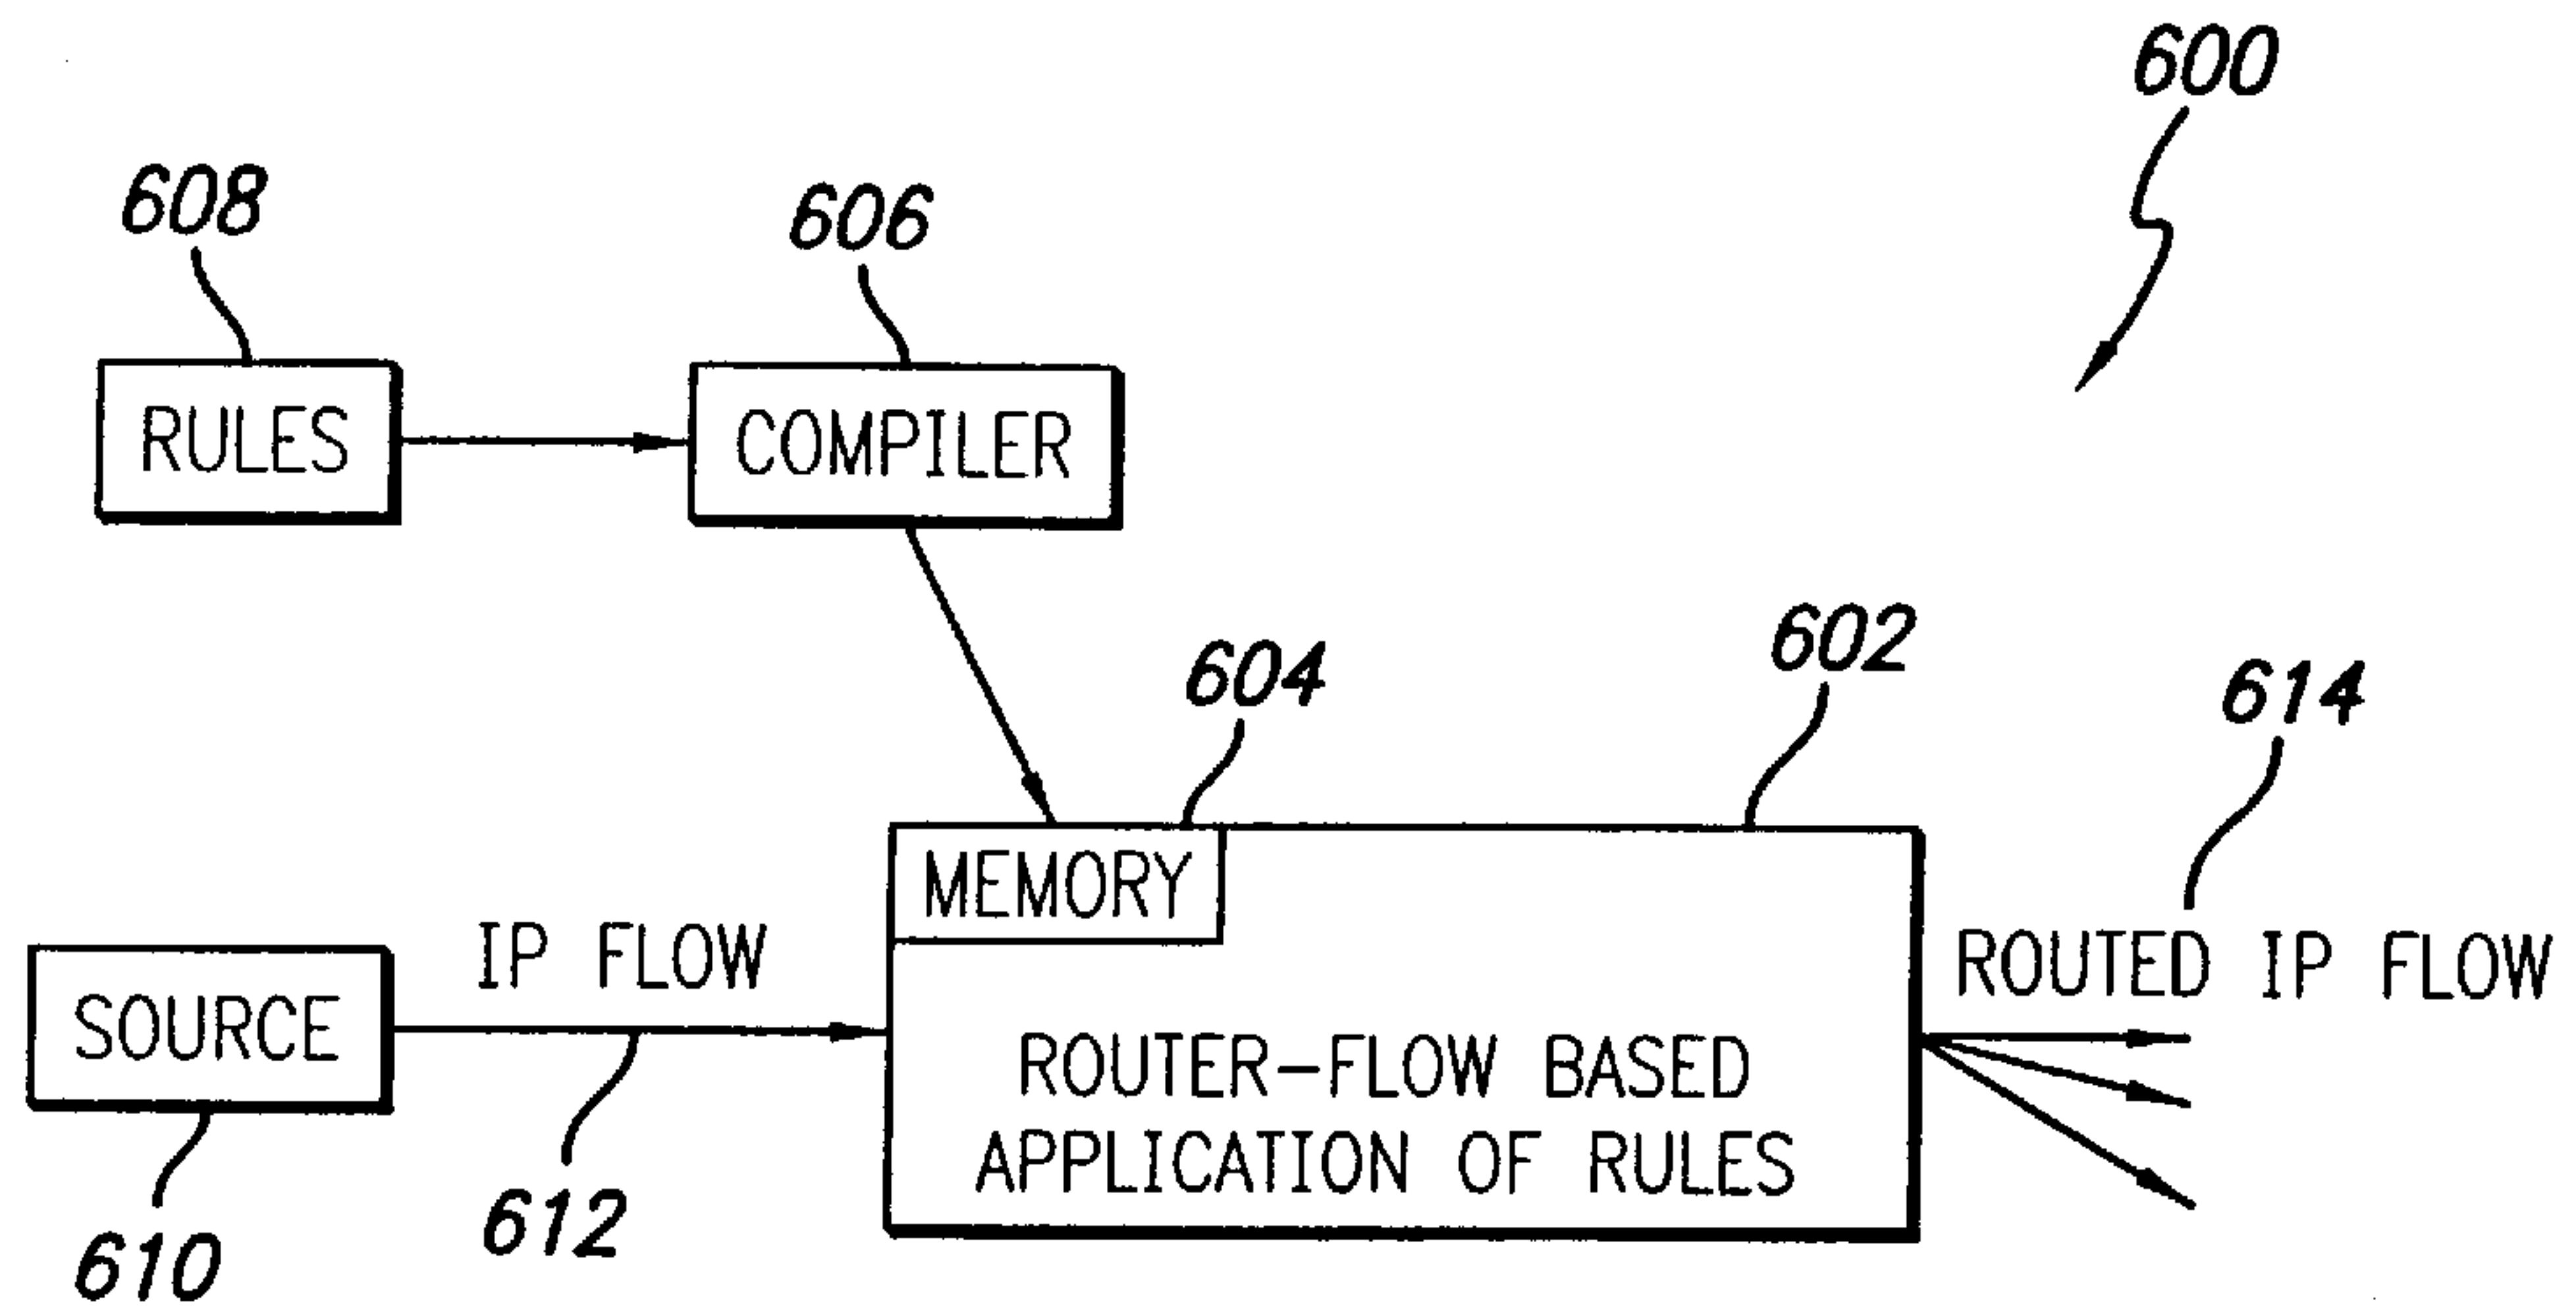 600
608
606
RULES
COMPILER
604
602
614
MEMORY
IP FLOW
ROUTED IP FLOW
SOURCE
ROUTER-FLOW BASED
APPLICATION OF RULES
612
610